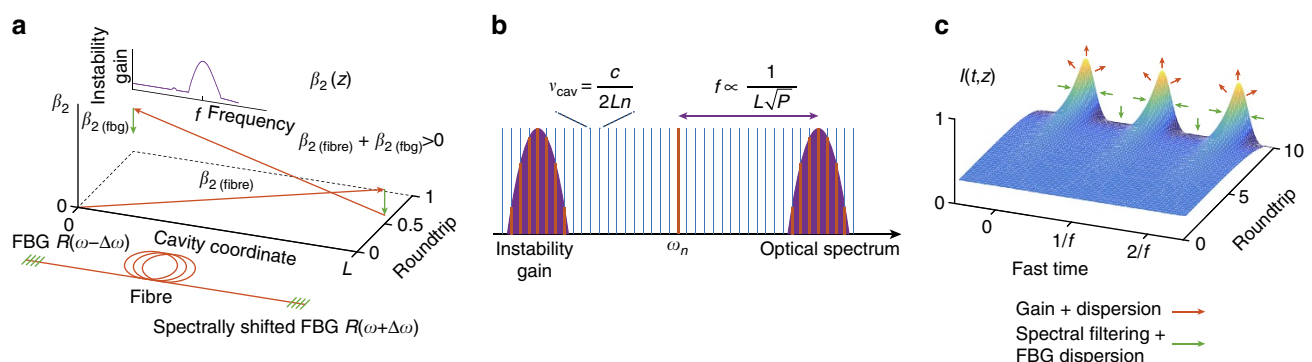 a
Instability
gain
β₂(z)
f Frequency
β₂
β₂ (fbg)
β₂ (fibre) + β₂ (fbg)>0
β₂ (fibre)
0
0
Cavity coordinate
L
0
0.5
1
Roundtrip
FBG R(ω−Δω)
Fibre
Spectrally shifted FBG R(ω+Δω)
b
ν_cav = c/2Ln
f ∝ 1/L√P
Instability
gain
ωₙ
Optical spectrum
c
I(t,z)
1
0
0
1/f
2/f
Fast time
0
5
10
Roundtrip
Gain + dispersion
Spectral filtering +
FBG dispersion